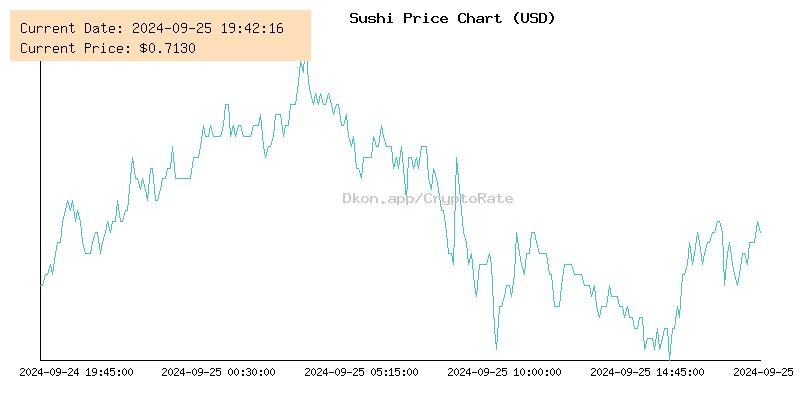 Sushi Price Chart (USD)
Current Date: 2024-09-25 19:42:16
Current Price: $0.7130
Dkon.app/CryptoRate
2024-09-24 19:45:00 2024-09-25 00:30:00 2024-09-25 05:15:00 2024-09-25 10:00:00 2024-09-25 14:45:00 2024-09-25